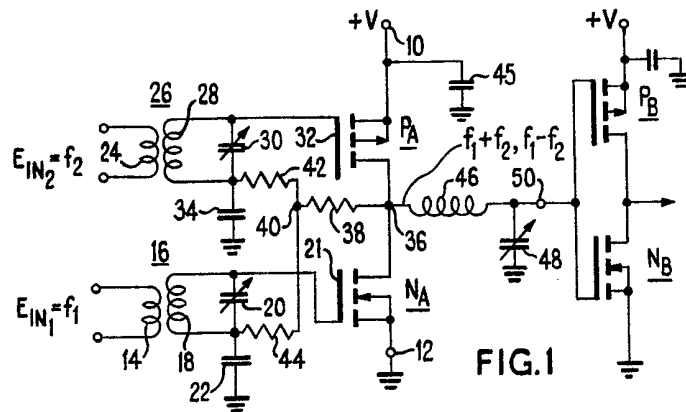 +V
10
+V
26
28
45
P_A
P_B
32
30
24
E_IN2=f2
42
f1+f2, f1-f2
46
50
34
40
38
36
48
16
21
E_IN1=f1
20
N_A
N_B
14
18
44
12
22
FIG.1